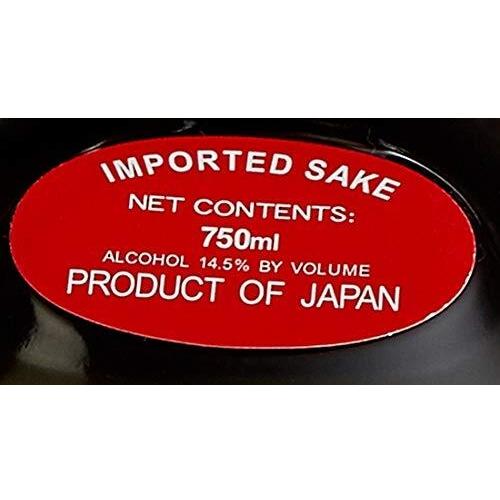 IMPORTED SAKE
NET CONTENTS:
750ml
ALCOHOL 14.5% BY VOLUME
PRODUCT OF JAPAN